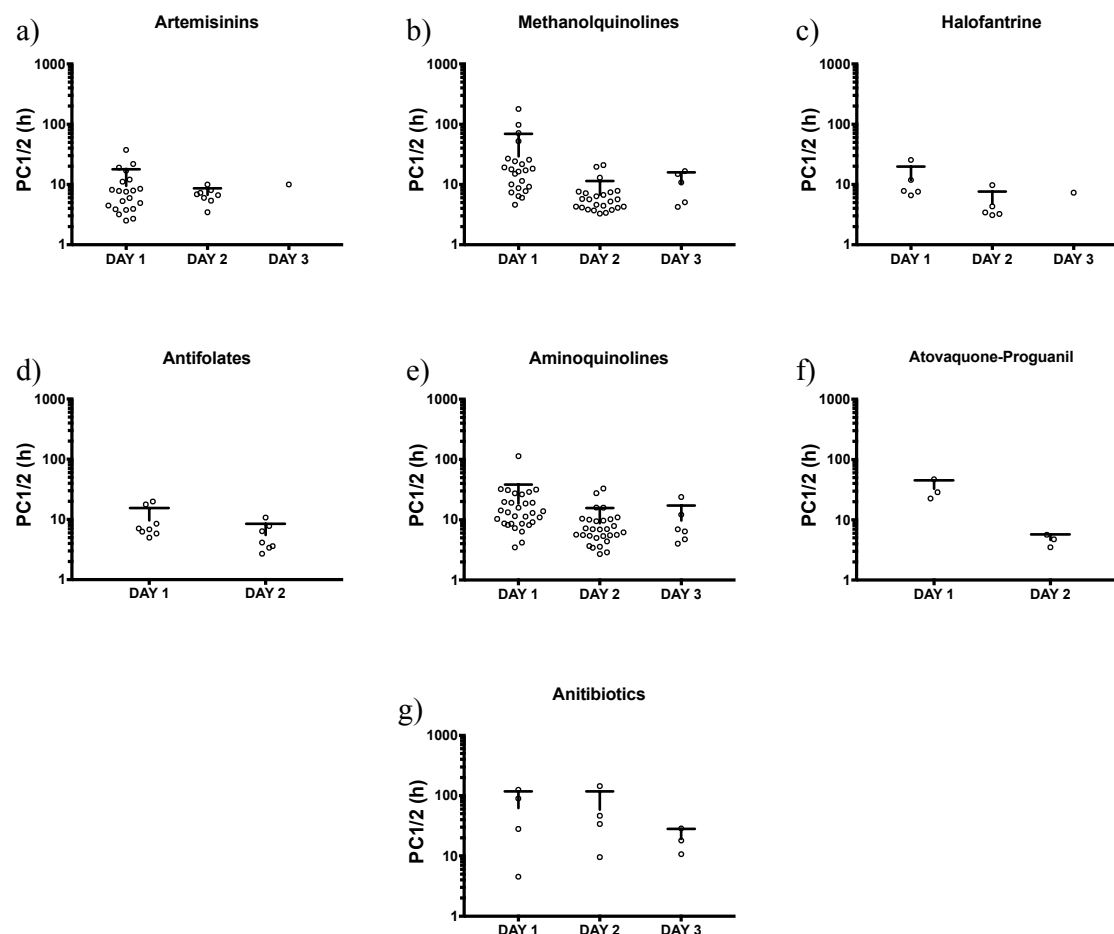 a)
Artemisinins
PC1/2 (h)
1000
100
10
1
DAY 1 DAY 2 DAY 3
b)
Methanolquinolines
PC1/2 (h)
1000
100
10
1
DAY 1 DAY 2 DAY 3
c)
Halofantrine
PC1/2 (h)
1000
100
10
1
DAY 1 DAY 2 DAY 3
d)
Antifolates
PC1/2 (h)
1000
100
10
1
DAY 1 DAY 2
e)
Aminoquinolines
PC1/2 (h)
1000
100
10
1
DAY 1 DAY 2 DAY 3
f)
Atovaquone-Proguanil
PC1/2 (h)
1000
100
10
1
DAY 1 DAY 2
g)
Anitibiotics
PC1/2 (h)
1000
100
10
1
DAY 1 DAY 2 DAY 3